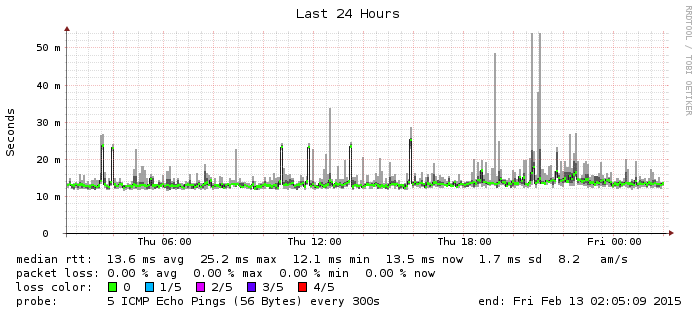 Last 24 Hours
RRDTOOL / TOBI OETIKER
Seconds
50 m
40 m
30 m
20 m
10 m
0
Thu 06:00 Thu 12:00 Thu 18:00 Fri 00:00
median rtt: 13.6 ms avg 25.2 ms max 12.1 ms min 13.5 ms now 1.7 ms sd 8.2 am/s
packet loss: 0.00 % avg 0.00 % max 0.00 % min 0.00 % now
loss color: 0 1/5 2/5 3/5 4/5
probe: 5 ICMP Echo Pings (56 Bytes) every 300s end: Fri Feb 13 02:05:09 2015